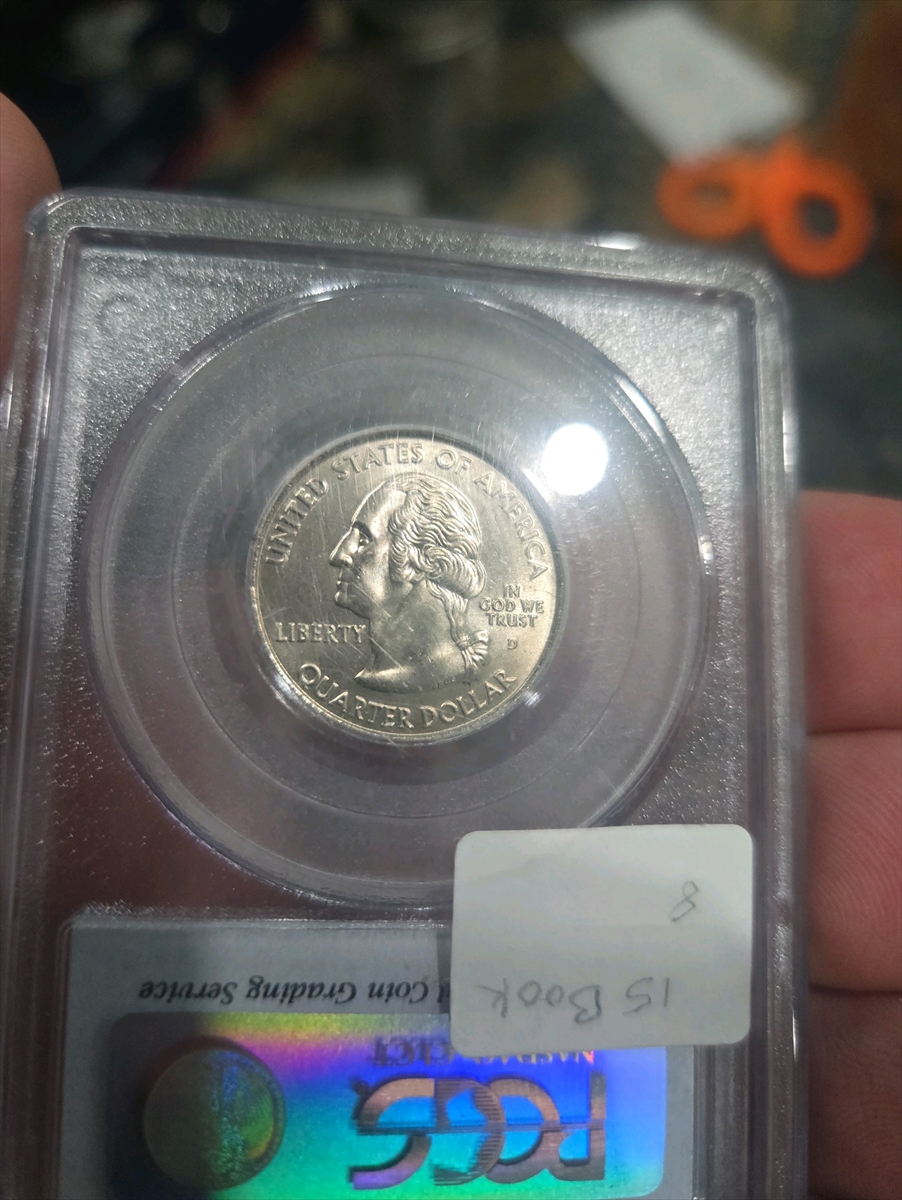 UNITED STATES OF AMERICA
LIBERTY
IN
GOD WE
TRUST
D
QUARTER DOLLAR
8
15 Book
Coin Grading Service
PCGS